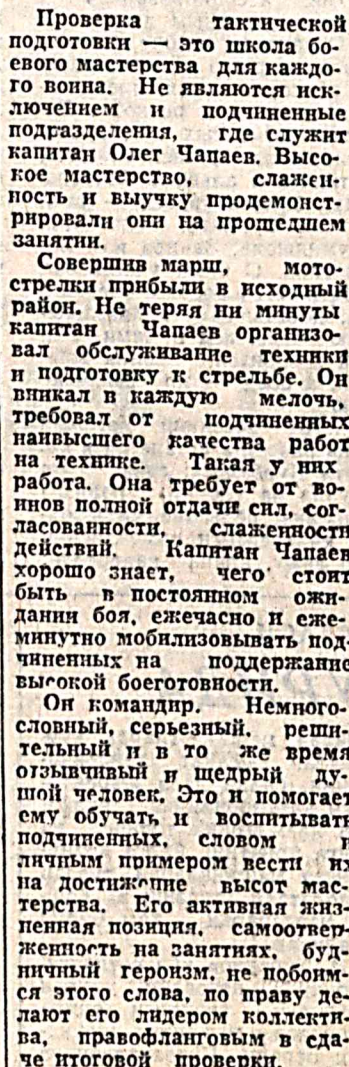 Проверка тактической
подготовки — это школа бо-
евого мастерства для каждо-
го воина. Не являются иск-
лючением и подчиненные
подразделения, где служит
капитан Олег Чапаев. Высо-
кое мастерство, слажен-
ность и выучку продемонст-
рировали они на прошедшем
занятии.
Совершив марш, мото-
стрелки прибыли в исходный
район. Не теряя ни минуты
капитан Чапаев организо-
вал обслуживание техники
и подготовку к стрельбе. Он
вникал в каждую мелочь,
требовал от подчиненных
наивысшего качества работ
на технике. Такая у них
работа. Она требует от во-
инов полной отдачи сил, сог-
ласованности, слаженности
действий. Капитан Чапаев
хорошо знает, чего стоит
быть в постоянном ожи-
дании боя, ежечасно и еже-
минутно мобилизовывать под-
чиненных на поддержание
высокой боеготовности.
Он командир. Немного-
словный, серьезный, реши-
тельный и в то же время
отзывчивый и щедрый ду-
шой человек. Это и помогает
ему обучать и воспитывать
подчиненных, словом и
личным примером вести их
на достижение высот мас-
терства. Его активная жиз-
ненная позиция, самоотвер-
женность на занятиях, буд-
ничный героизм, не побоим-
ся этого слова, по праву де-
лают его лидером коллекти-
ва, правофланговым в сда-
че итоговой проверки.